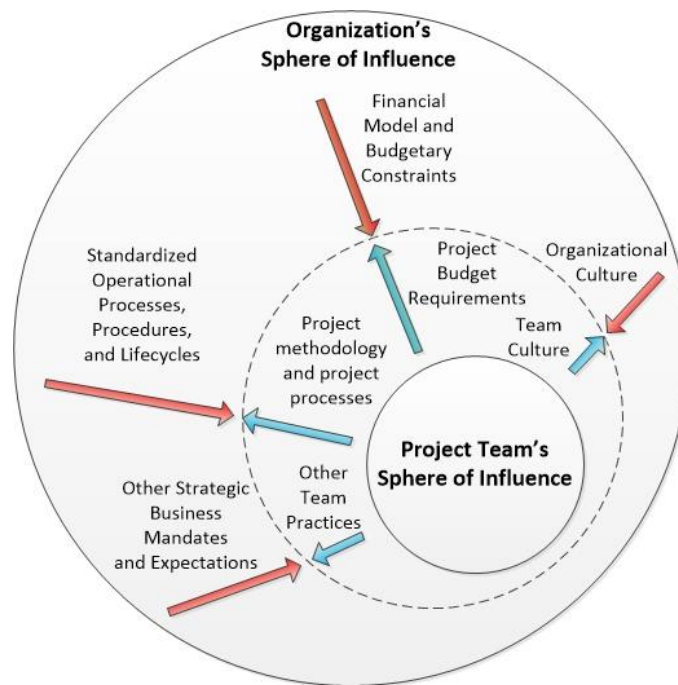 Organization's
Sphere of Influence
Financial
Model and
Budgetary
Constraints
Standardized
Operational
Processes,
Procedures,
and Lifecycles
Project
Budget
Requirements
Organizational
Culture
Team
Culture
Project
methodology
and project
processes
Project Team's
Sphere of Influence
Other
Team
Practices
Other Strategic
Business
Mandates
and Expectations